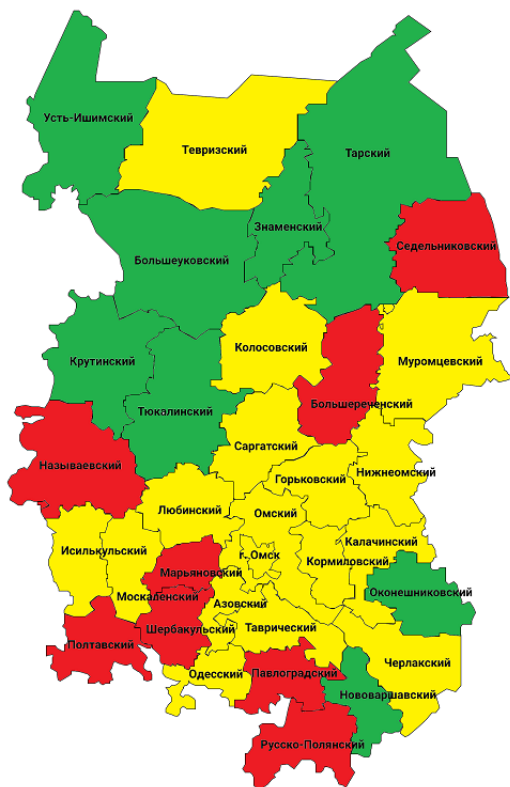 Усть-Ишимский
Тевризский
Тарский
Знаменский
Седельниковский
Большеуковский
Колосовский
Крутинский
Муромцевский
Большереченский
Тюкалинский
Саргатский
Называевский
Нижнеомский
Горьковский
Любинский
Омский
Калачинский
Исилькульский
г. Омск
Кормиловский
Марьяновский
Оконешниковский
Москаленский
Азовский
Шербакульский
Таврический
Полтавский
Черлакский
Одесский
Павлоградский
Нововаршавский
Русско-Полянский